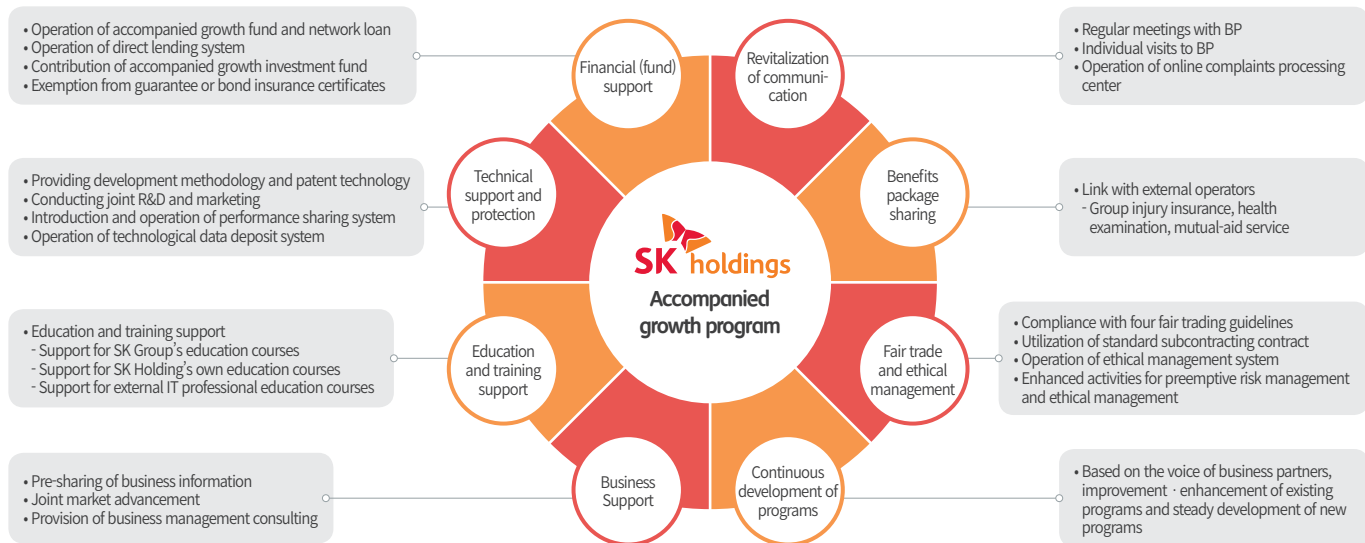 • Operation of accompanied growth fund and network loan
• Operation of direct lending system
• Contribution of accompanied growth investment fund
• Exemption from guarantee or bond insurance certificates
Financial (fund)
support
Revitalization
of communi-
cation
• Regular meetings with BP
• Individual visits to BP
• Operation of online complaints processing
center
• Providing development methodology and patent technology
• Conducting joint R&D and marketing
• Introduction and operation of performance sharing system
• Operation of technological data deposit system
Technical
support and
protection
Benefits
package
sharing
• Link with external operators
- Group injury insurance, health
examination, mutual-aid service
SK holdings
Accompanied
growth program
• Education and training support
- Support for SK Group's education courses
- Support for SK Holding's own education courses
- Support for external IT professional education courses
Education
and training
support
Fair trade
and ethical
management
• Compliance with four fair trading guidelines
• Utilization of standard subcontracting contract
• Operation of ethical management system
• Enhanced activities for preemptive risk management
and ethical management
• Pre-sharing of business information
• Joint market advancement
• Provision of business management consulting
Business
Support
Continuous
development of
programs
• Based on the voice of business partners,
improvement · enhancement of existing
programs and steady development of new
programs